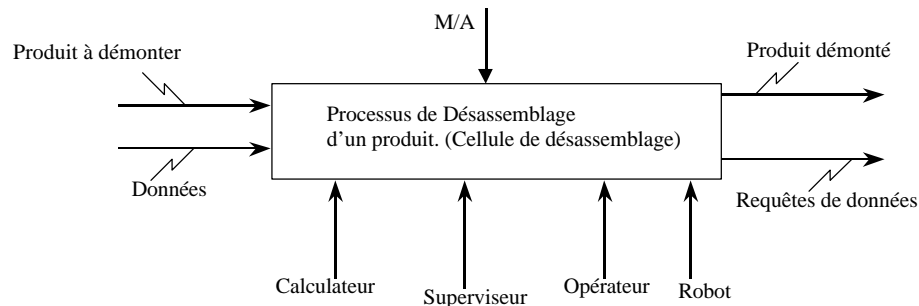 M/A
Produit à démonter
Produit démonté
Processus de Désassemblage
d'un produit. (Cellule de désassemblage)
Données
Requêtes de données
Calculateur
Superviseur
Opérateur
Robot